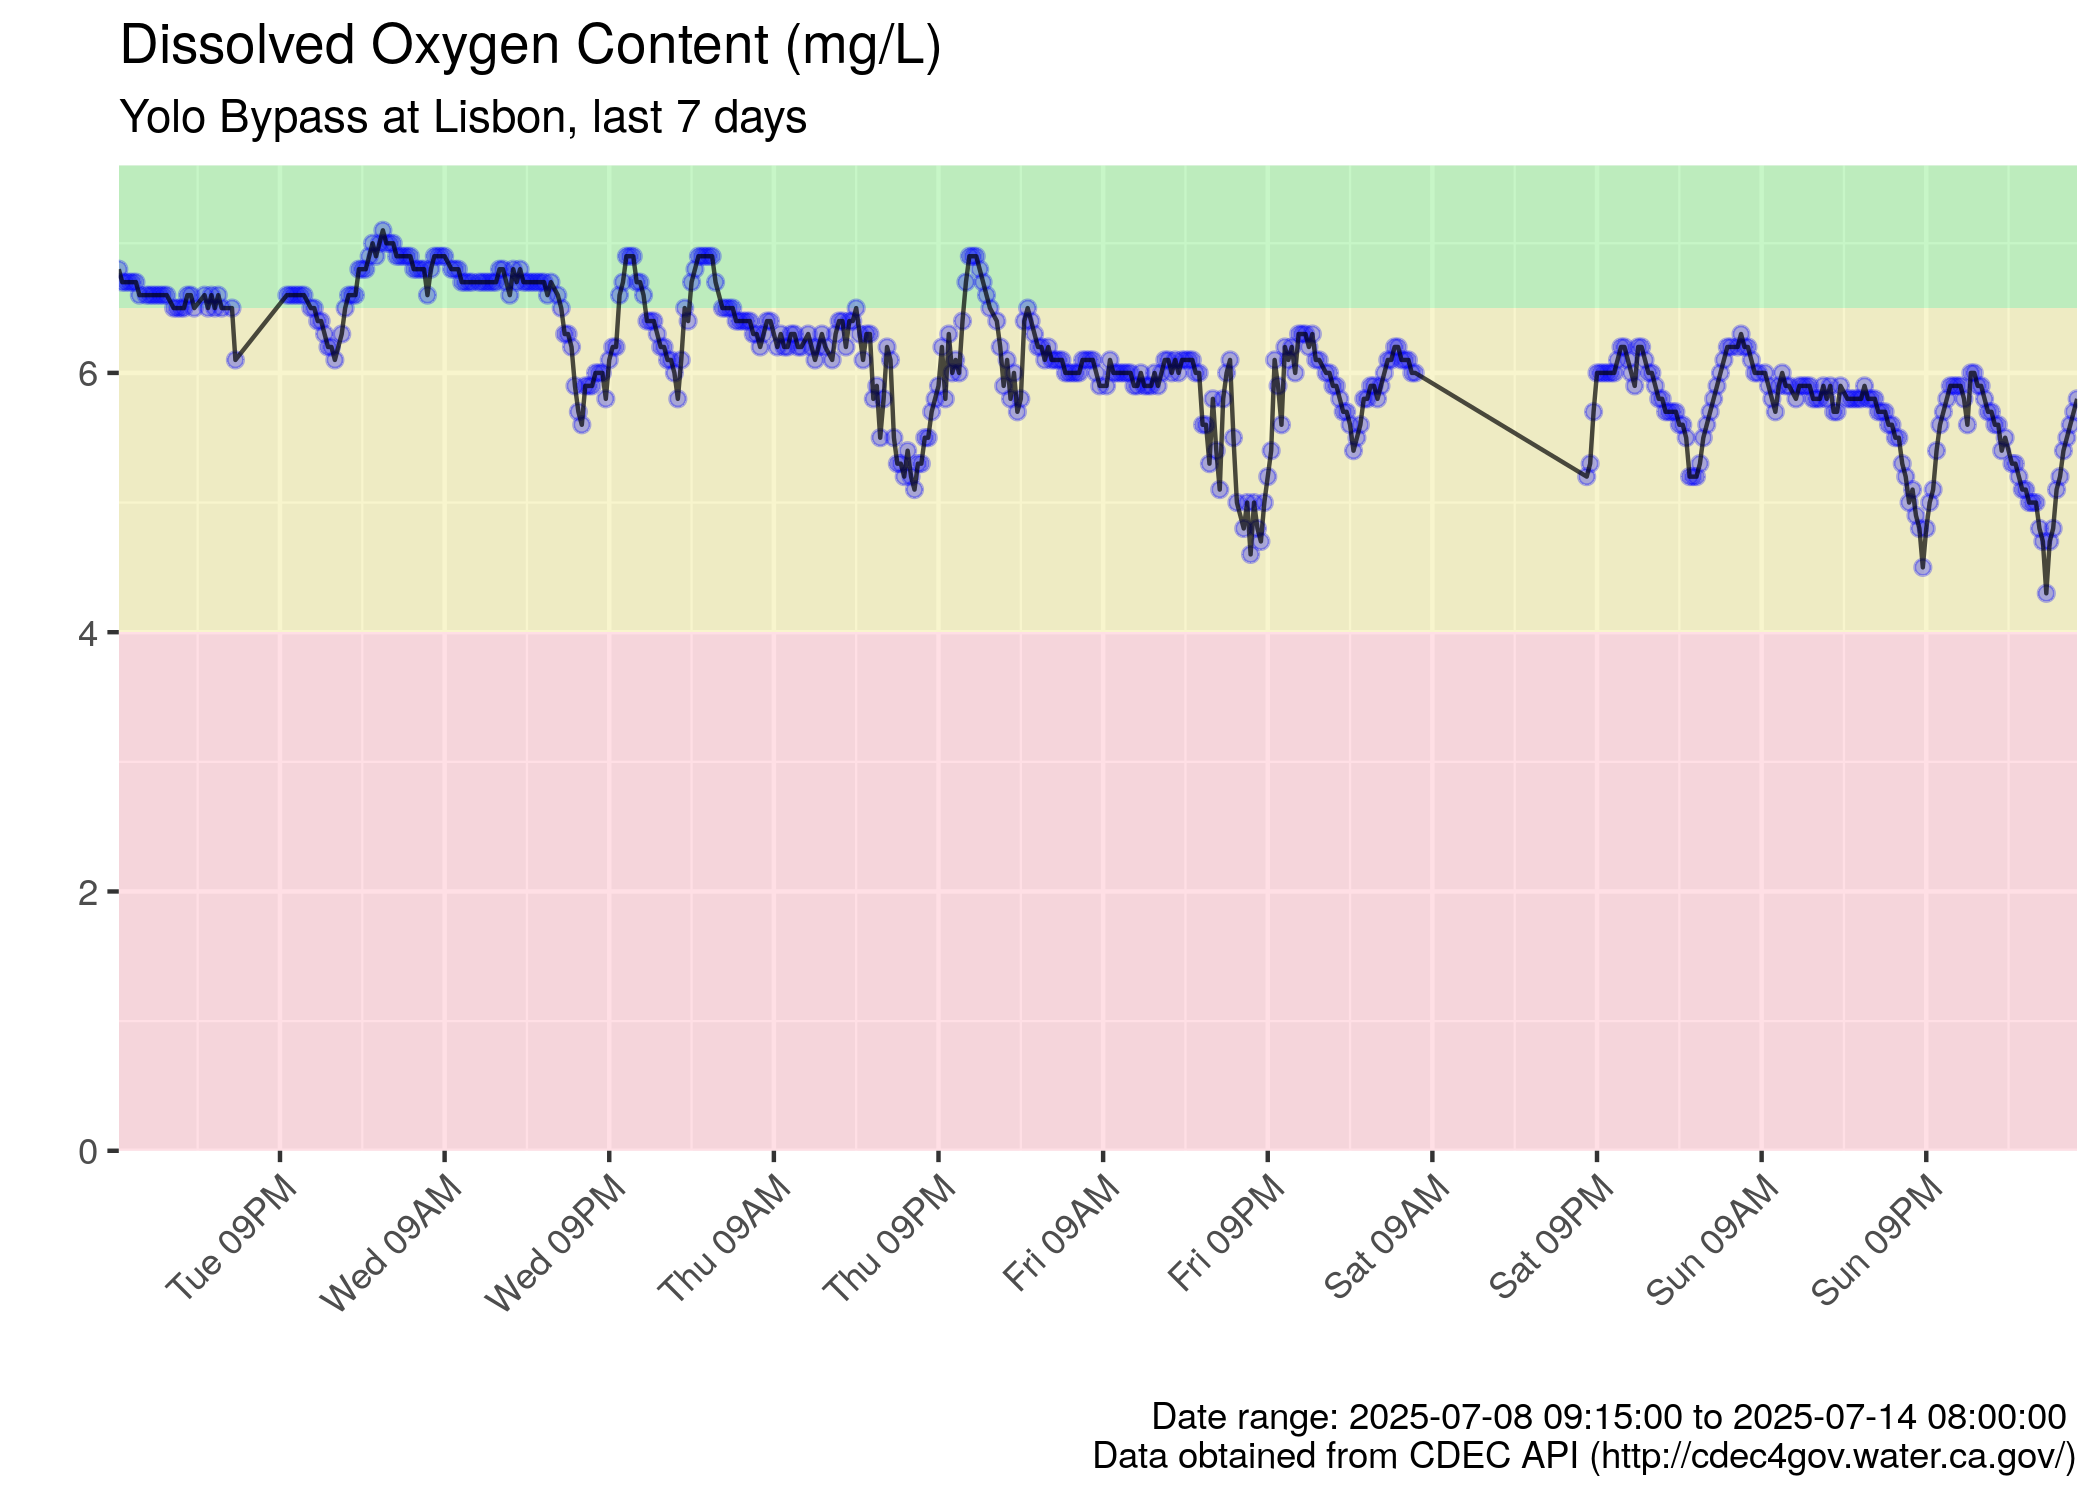 Dissolved Oxygen Content (mg/L)
Yolo Bypass at Lisbon, last 7 days
6
4
2
0
Tue 09PM
Wed 09AM
Wed 09PM
Thu 09AM
Thu 09PM
Fri 09AM
Fri 09PM
Sat 09AM
Sat 09PM
Sun 09AM
Sun 09PM
Date range: 2025-07-08 09:15:00 to 2025-07-14 08:00:00
Data obtained from CDEC API (http://cdec4gov.water.ca.gov/)